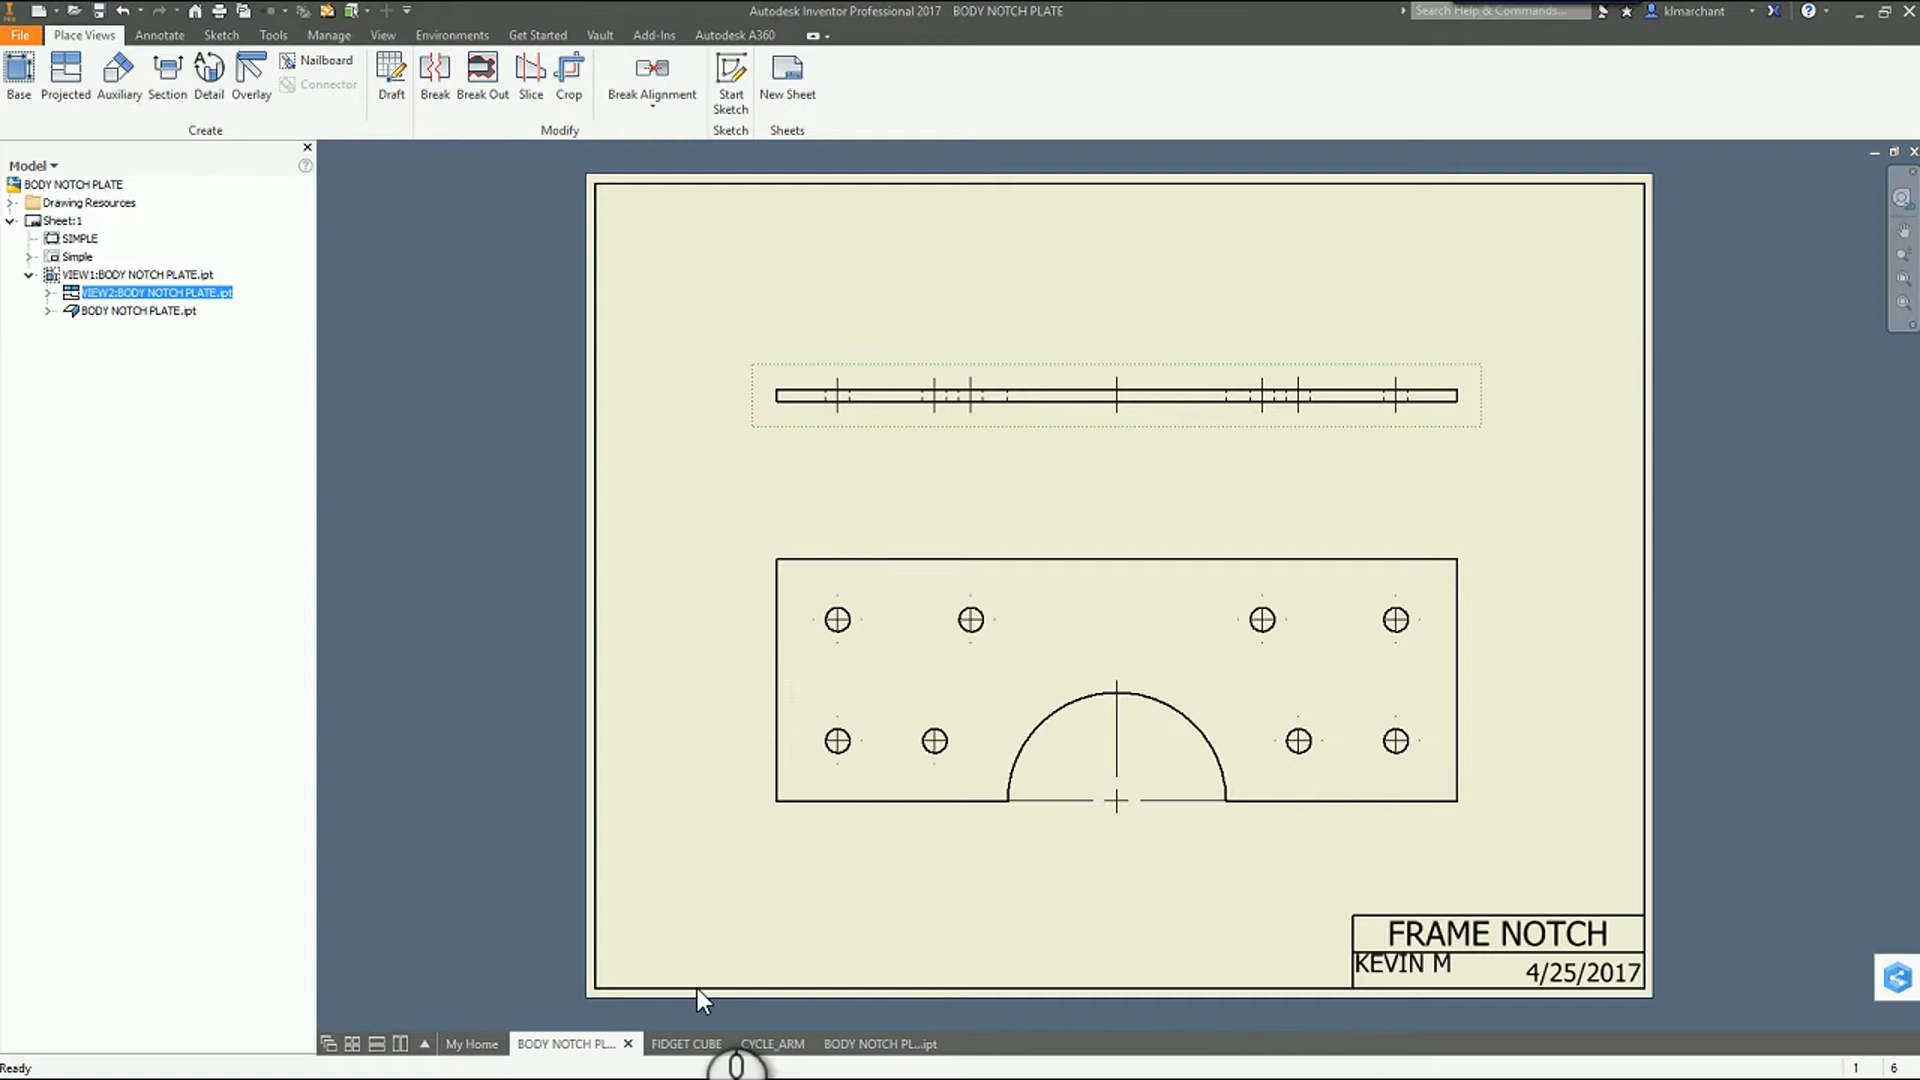 Autodesk Inventor Professional 2017 BODY NOTCH PLATE
Search Help & Commands...
klmarchant
File Place Views Annotate Sketch Tools Manage View Environments Get Started Vault Add-Ins Autodesk A360
Base Projected Auxiliary Section Detail Overlay
Nailboard
Connector
Draft Break Break Out Slice Crop Break Alignment
Start
Sketch
New Sheet
Create Modify Sketch Sheets
Model
BODY NOTCH PLATE
Drawing Resources
Sheet:1
SIMPLE
Simple
VIEW1:BODY NOTCH PLATE.ipt
VIEW2:BODY NOTCH PLATE.ipt
BODY NOTCH PLATE.ipt
FRAME NOTCH
KEVIN M
4/25/2017
My Home BODY NOTCH PL... FIDGET CUBE CYCLE_ARM BODY NOTCH PL...ipt
Ready
1 6